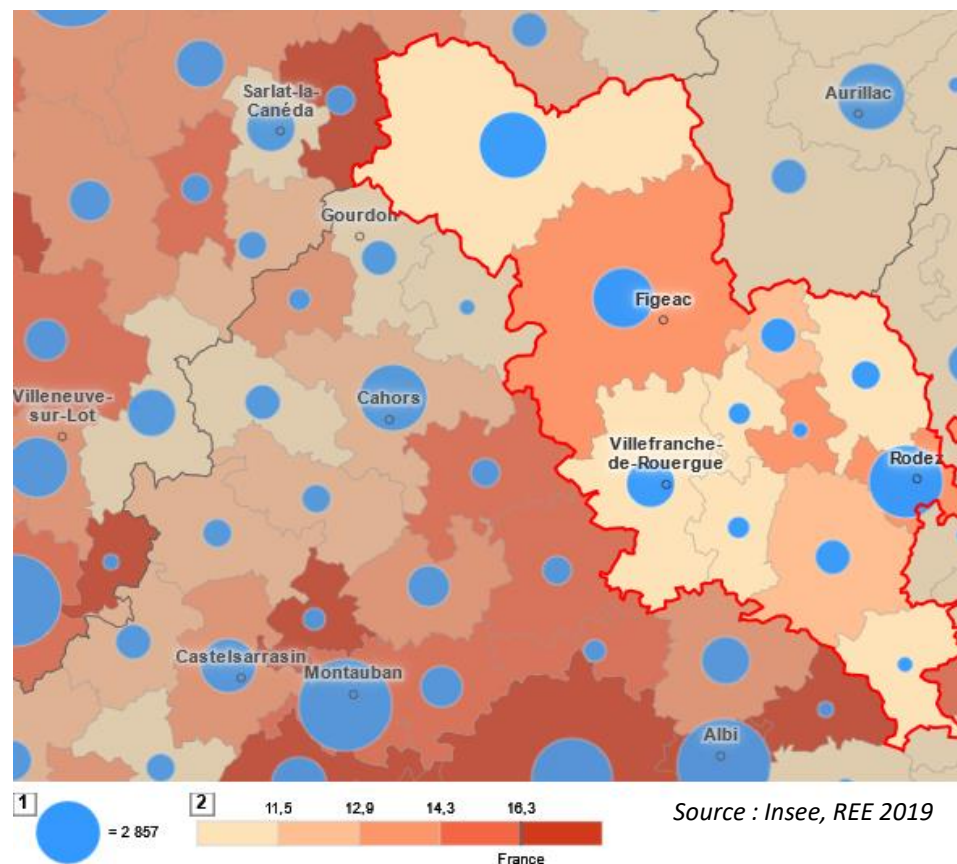 Sarlat-la-
Canéda
Aurillac
Gourdon
Figeac
Villeneuve-
sur-Lot
Cahors
Villefranche-
de-Rouergue
Rodez
Castelsarrasin
Montauban
Albi
1
= 2 857
2
11,5 12,9 14,3 16,3
France
Source : Insee, REE 2019